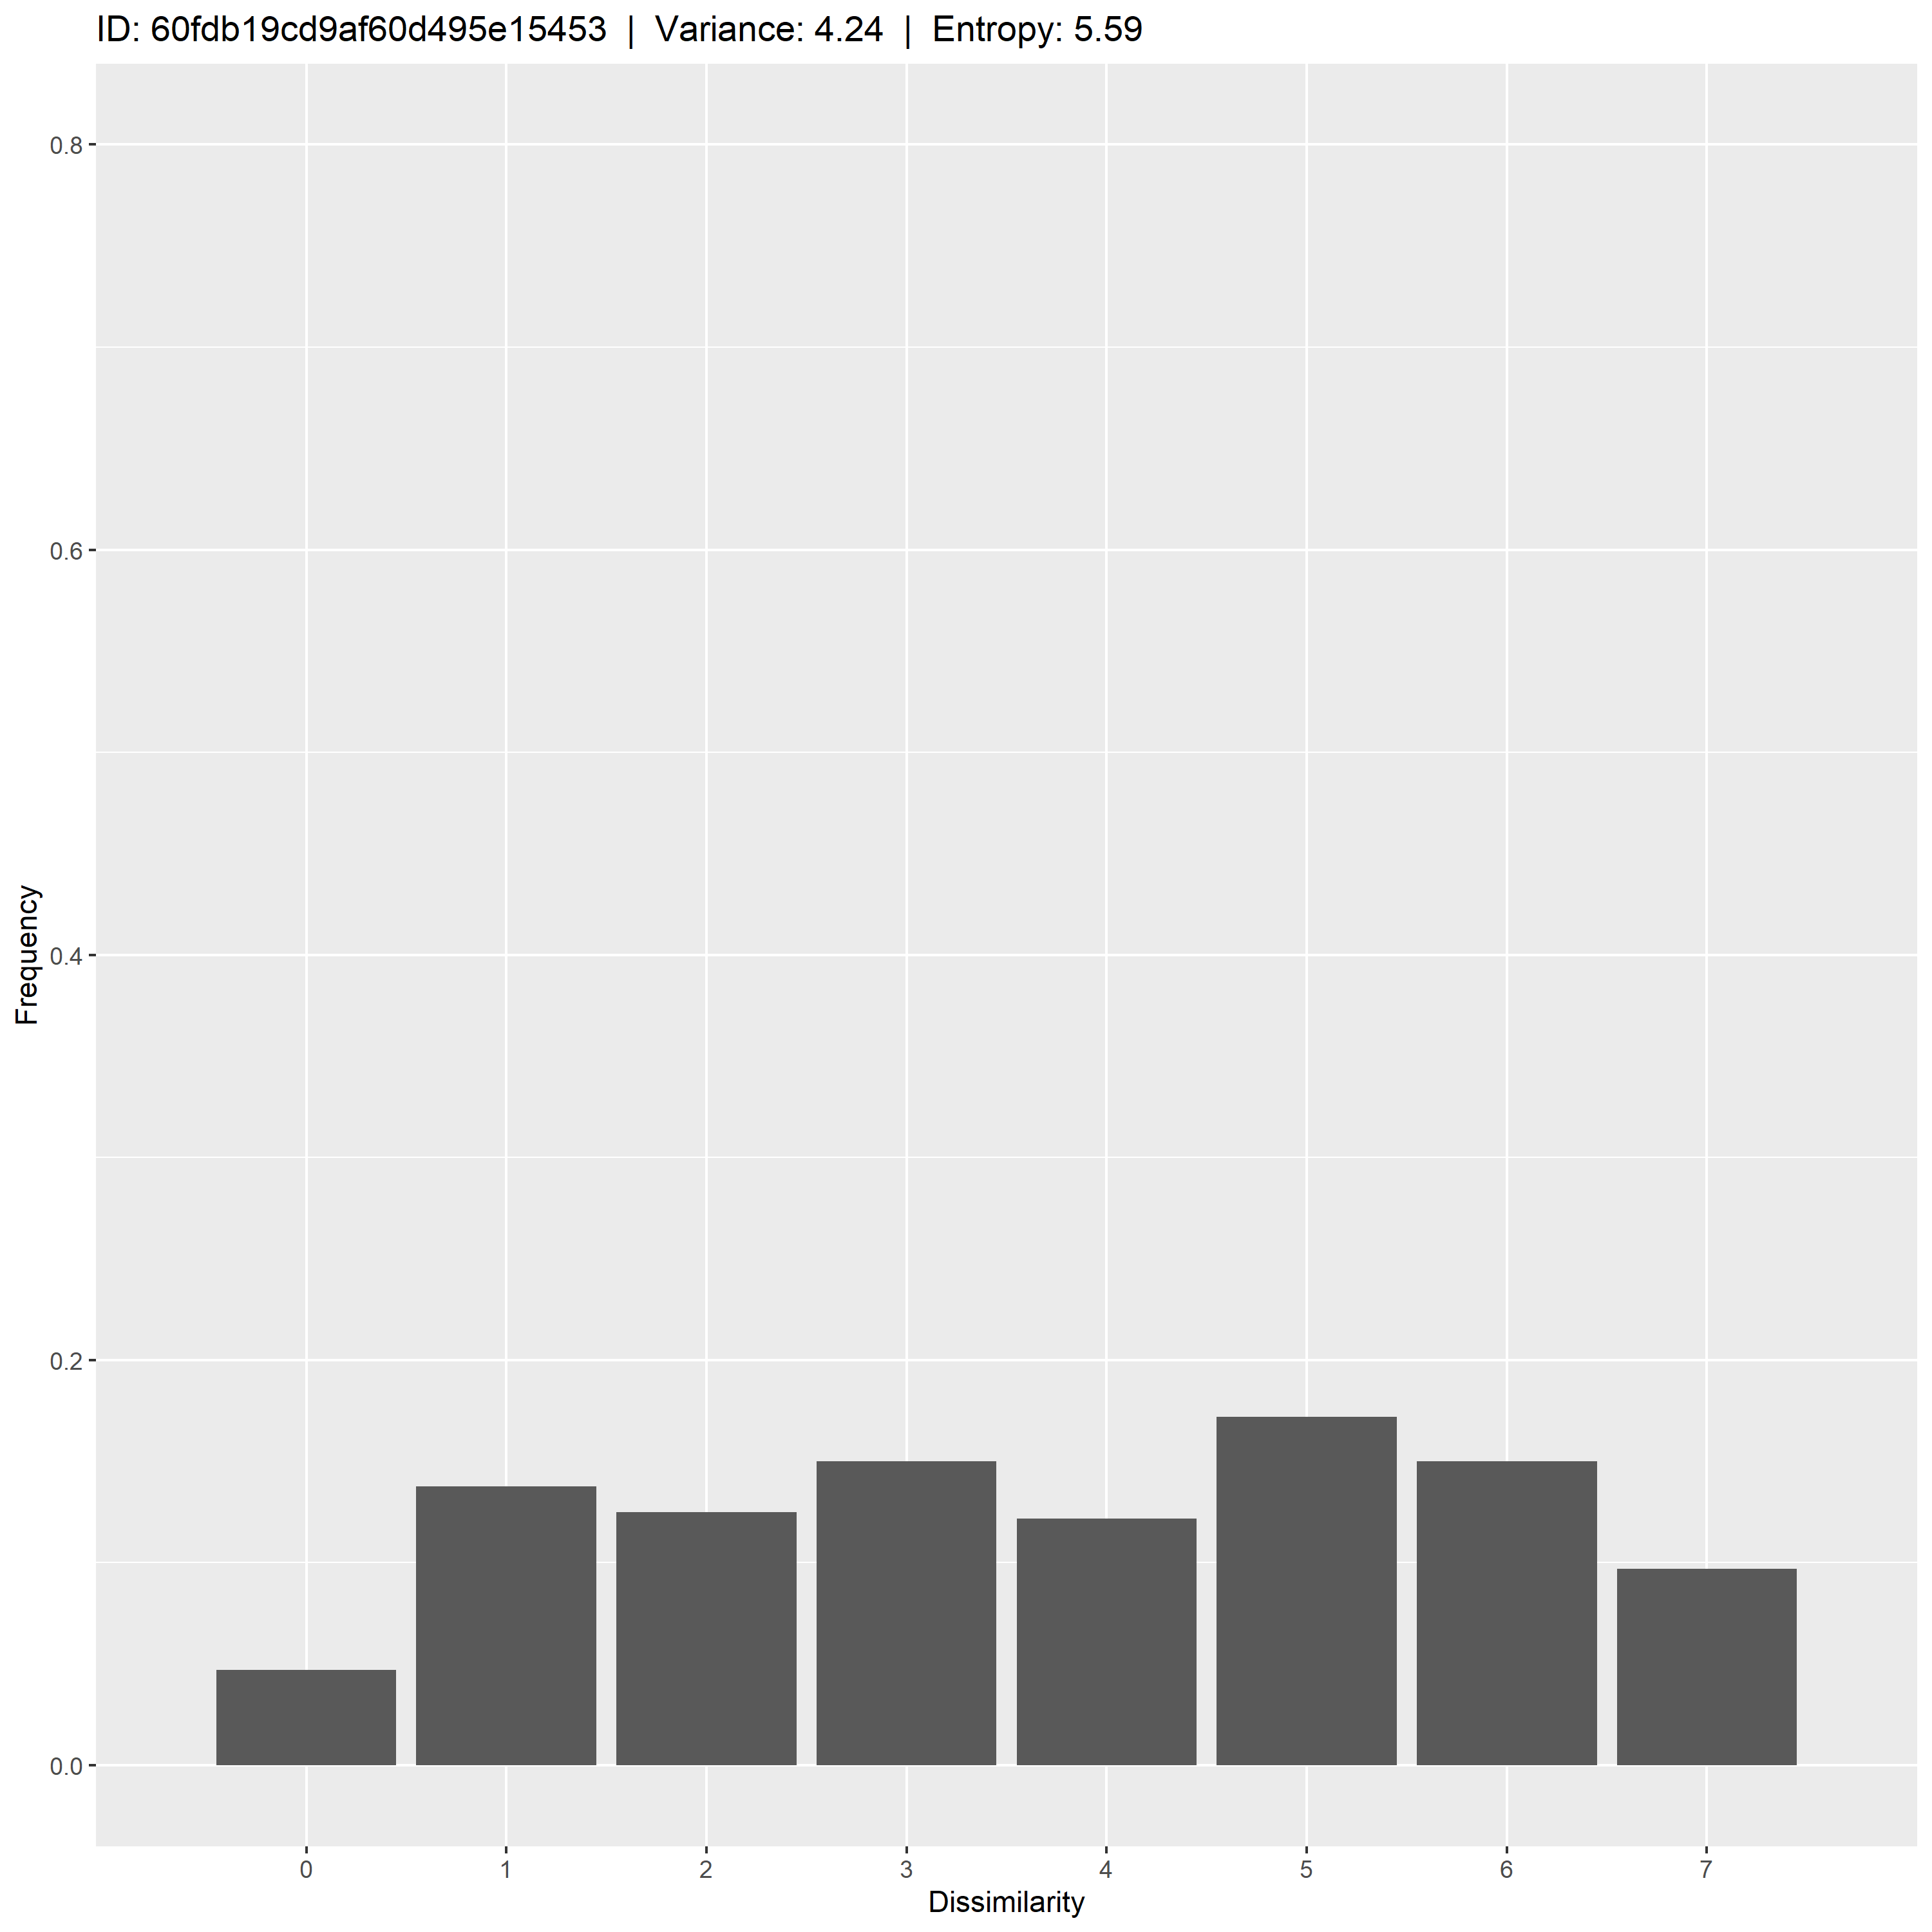 ID: 60fdb19cd9af60d495e15453 | Variance: 4.24 | Entropy: 5.59
Frequency
0.8
0.6
0.4
0.2
0.0
0 1 2 3 4 5 6 7
Dissimilarity